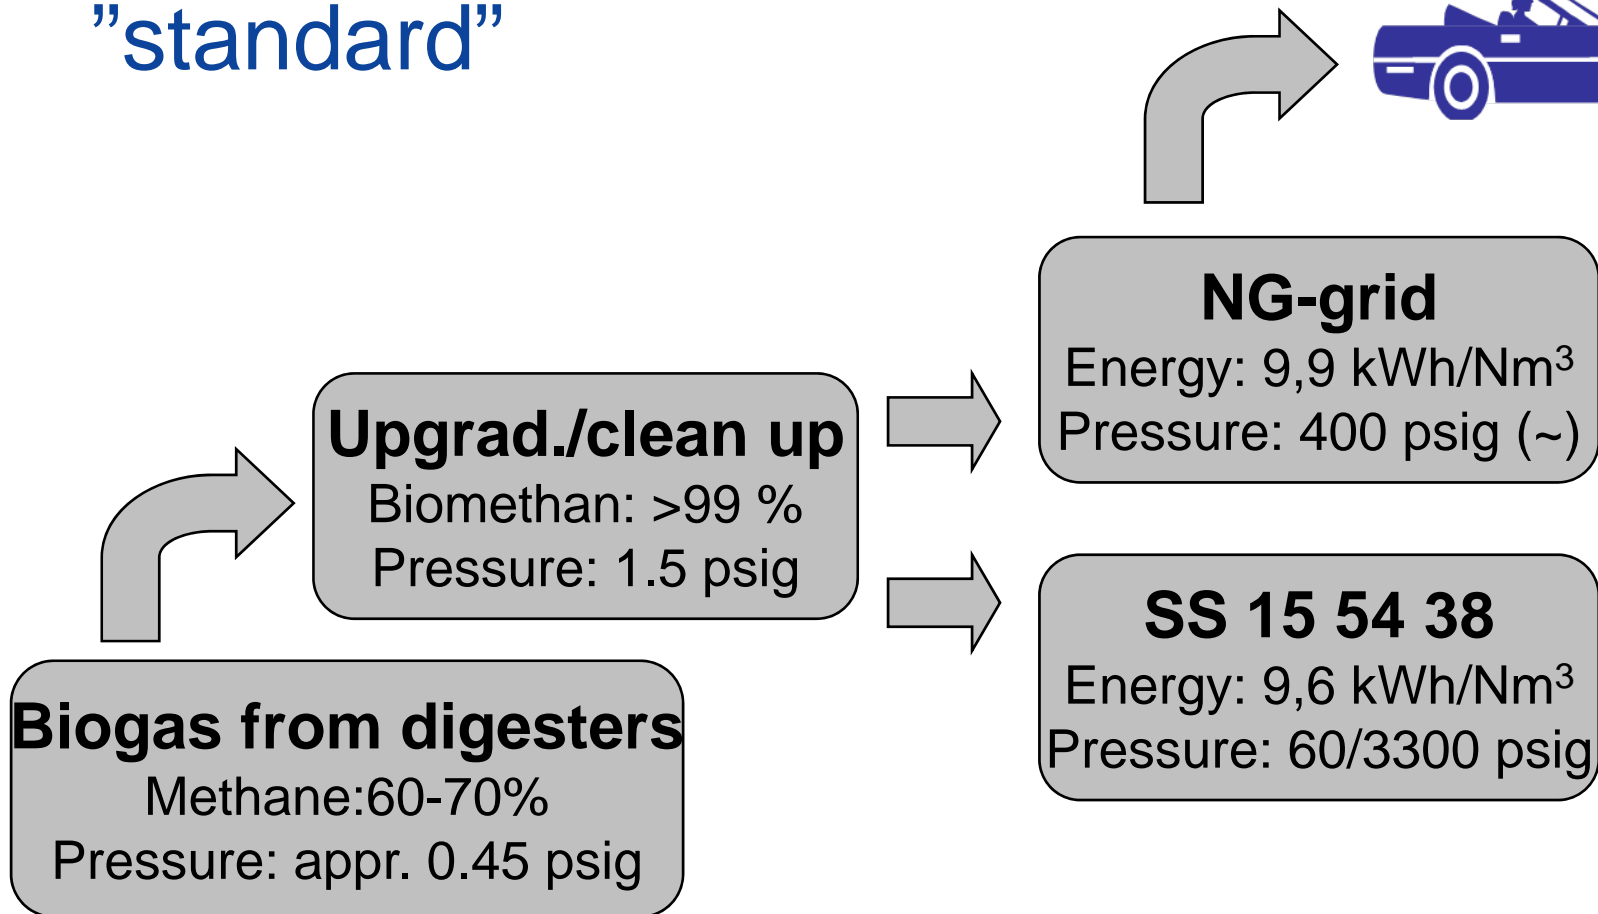 ”standard”
NG-grid
Energy: 9,9 kWh/Nm³
Pressure: 400 psig (~)
Upgrad./clean up
Biomethan: >99 %
Pressure: 1.5 psig
SS 15 54 38
Energy: 9,6 kWh/Nm³
Pressure: 60/3300 psig
Biogas from digesters
Methane:60-70%
Pressure: appr. 0.45 psig